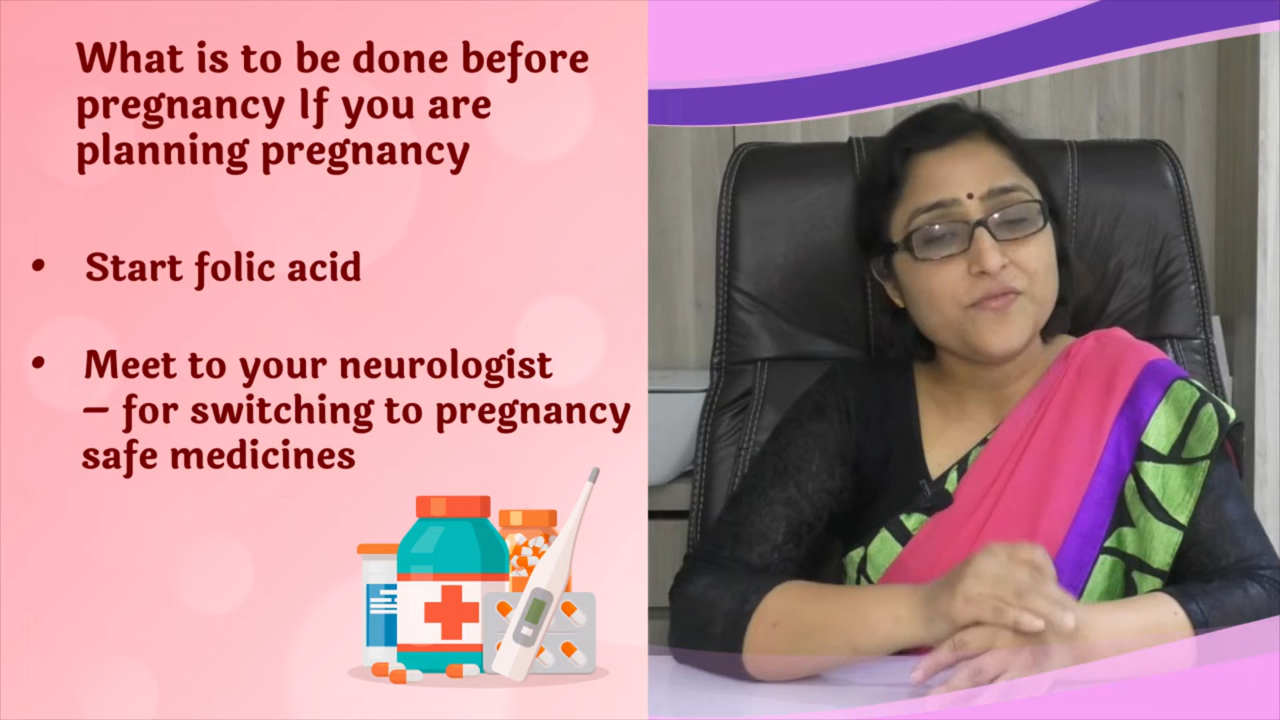 What is to be done before
pregnancy If you are
planning pregnancy
• Start folic acid
• Meet to your neurologist
– for switching to pregnancy
safe medicines